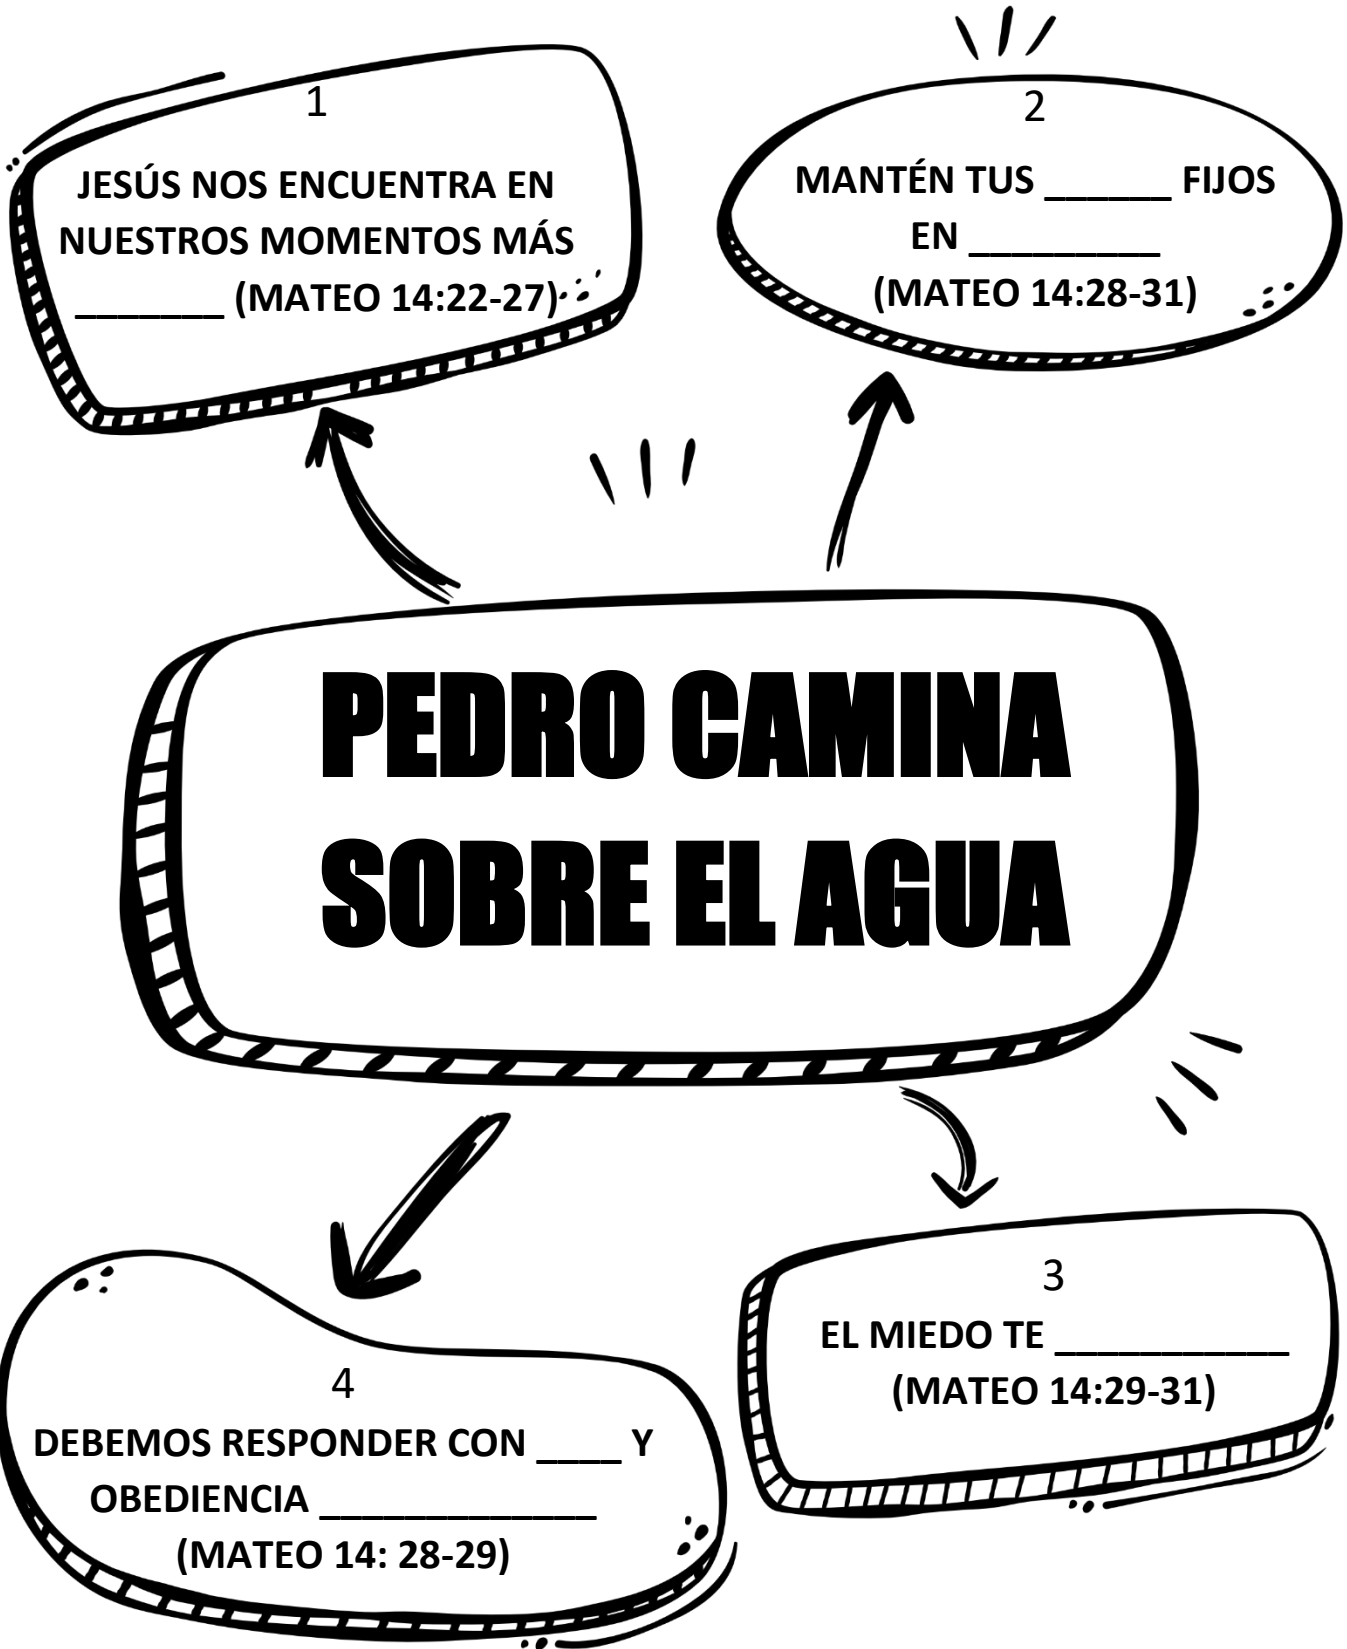 1
JESÚS NOS ENCUENTRA EN
NUESTROS MOMENTOS MÁS
_______ (MATEO 14:22-27)
2
MANTÉN TUS ______ FIJOS
EN _________
(MATEO 14:28-31)
PEDRO CAMINA
SOBRE EL AGUA
3
EL MIEDO TE ___________
(MATEO 14:29-31)
4
DEBEMOS RESPONDER CON ____ Y
OBEDIENCIA _____________
(MATEO 14: 28-29)